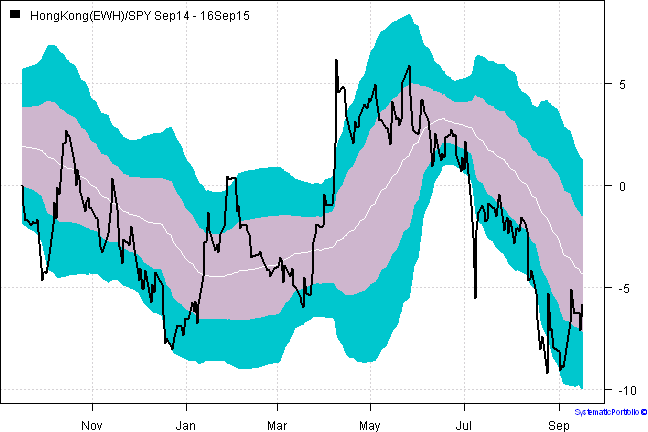 HongKong(EWH)/SPY Sep14 - 16Sep15
5
0
-5
-10
Nov Jan Mar May Jul Sep
SystematicPortfolio ©